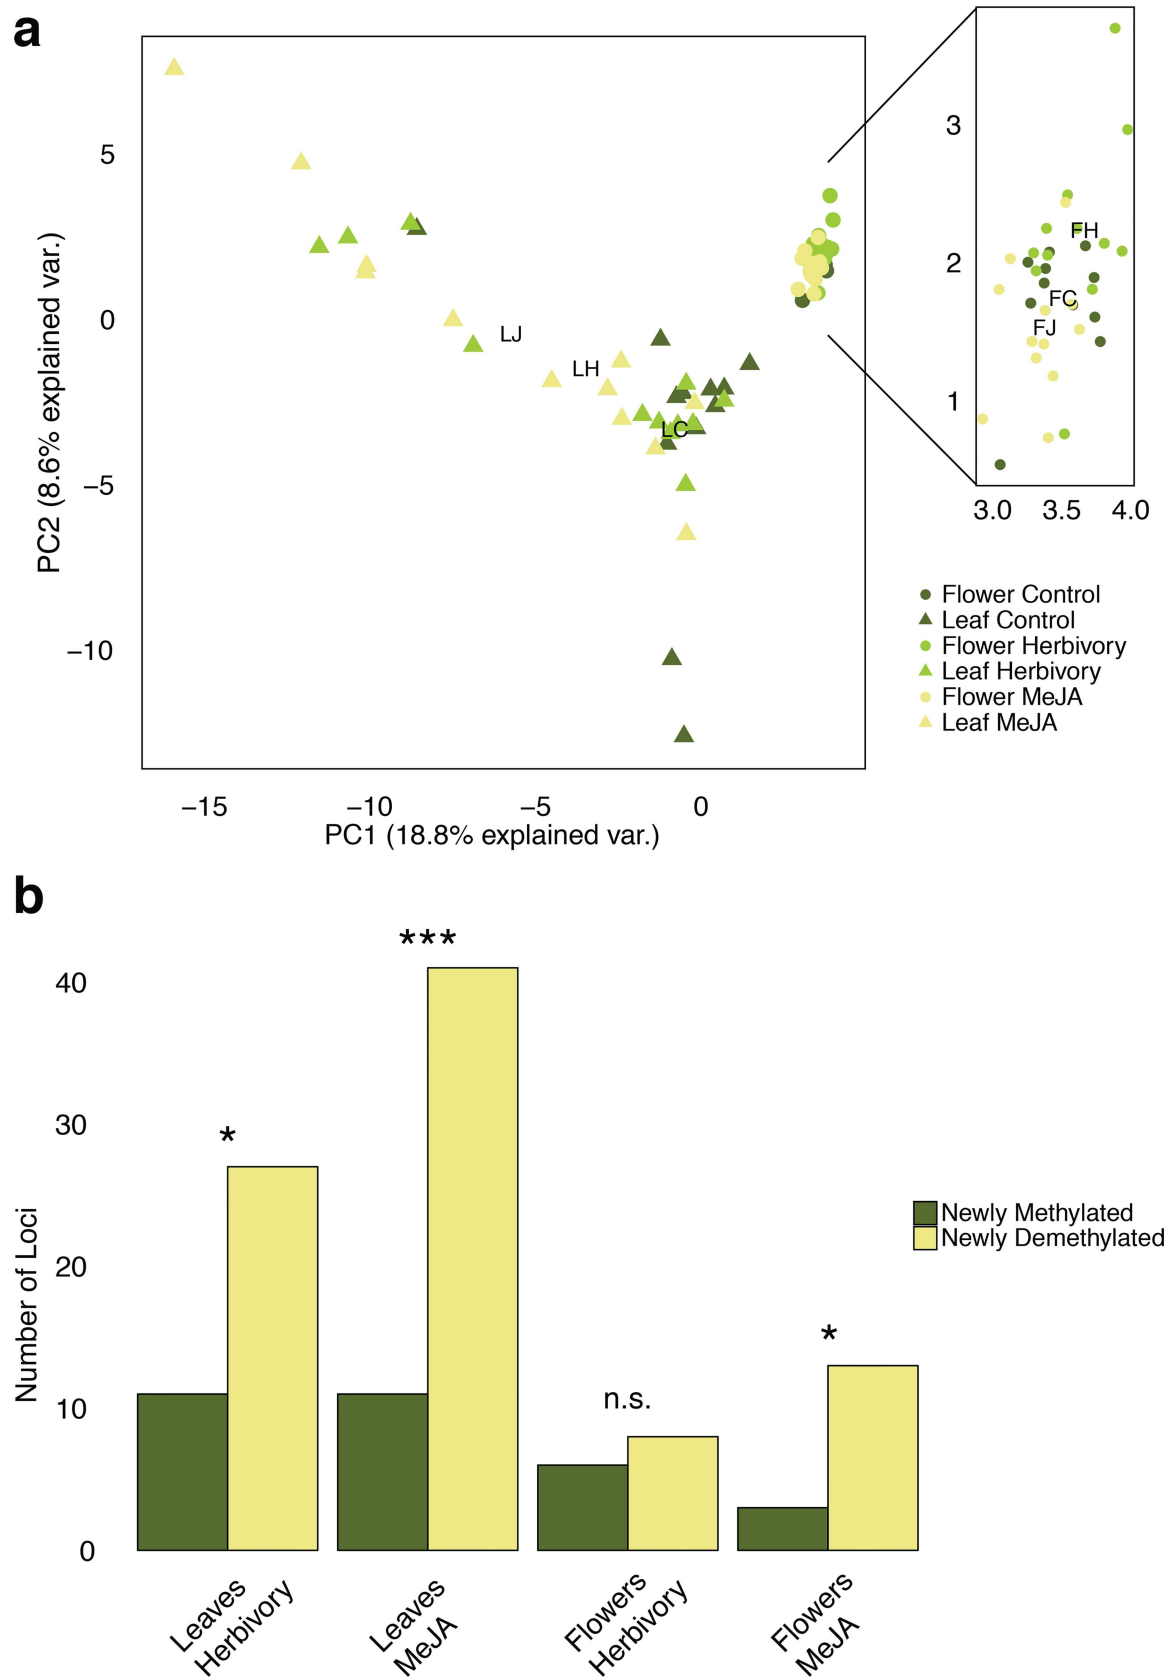 a
5
0
−5
−10
PC2 (8.6% explained var.)
LJ
LH
LC
−15
−10
−5
0
PC1 (18.8% explained var.)
3
2
1
FH
FC
FJ
3.0
3.5
4.0
Flower Control
Leaf Control
Flower Herbivory
Leaf Herbivory
Flower MeJA
Leaf MeJA
b
40
30
20
10
0
Number of Loci
*
***
n.s.
*
Newly Methylated
Newly Demethylated
Leaves
Herbivory
Leaves
MeJA
Flowers
Herbivory
Flowers
MeJA